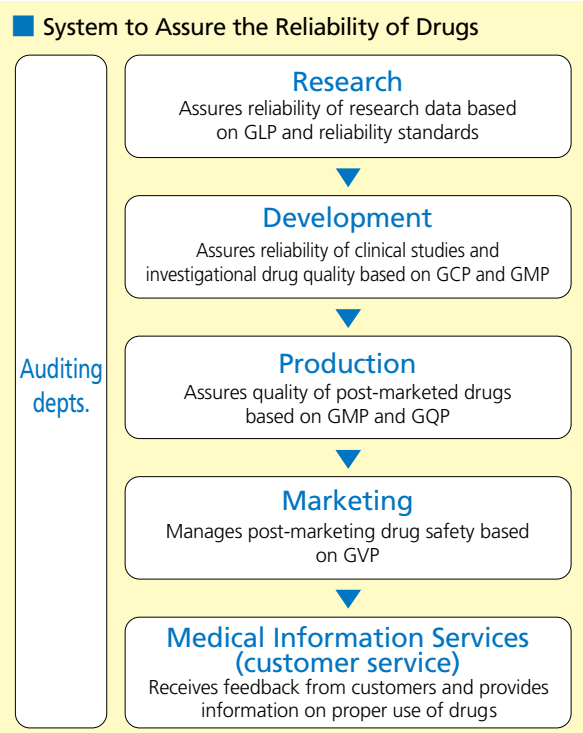 System to Assure the Reliability of Drugs
Auditing
depts.
Research
Assures reliability of research data based
on GLP and reliability standards
Development
Assures reliability of clinical studies and
investigational drug quality based on GCP and GMP
Production
Assures quality of post-marketed drugs
based on GMP and GQP
Marketing
Manages post-marketing drug safety based
on GVP
Medical Information Services
(customer service)
Receives feedback from customers and provides
information on proper use of drugs